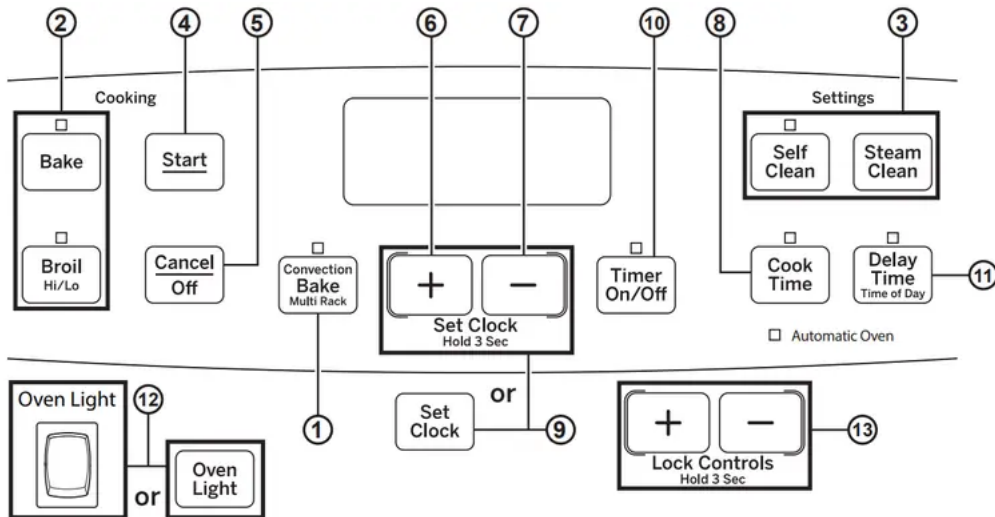 2
4
5
6
7
10
8
3
Cooking
Settings
Bake
Start
Self
Clean
Steam
Clean
Broil
Hi/Lo
Cancel
Off
Convection
Bake
Multi Rack
+
−
Set Clock
Hold 3 Sec
Timer
On/Off
Cook
Time
Delay
Time
Time of Day
11
Automatic Oven
Oven Light
12
or
Oven
Light
1
Set
Clock
or
9
+
−
Lock Controls
Hold 3 Sec
13